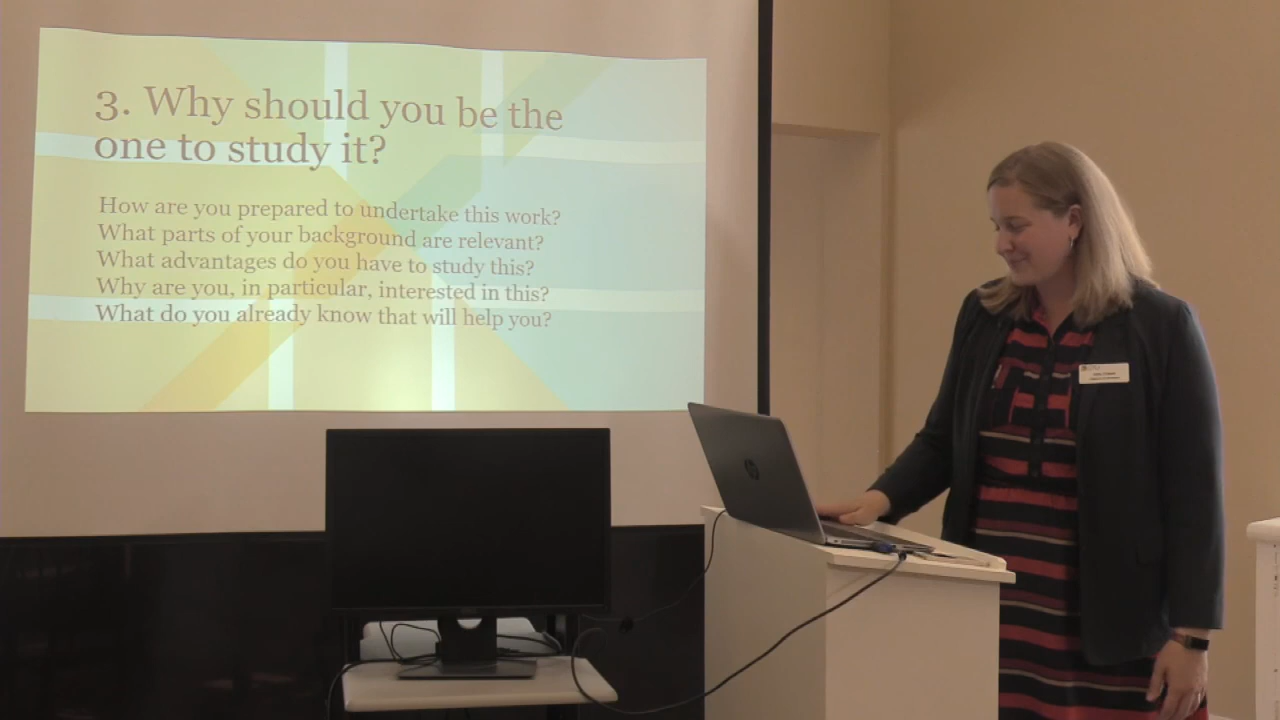 3. Why should you be the
one to study it?
How are you prepared to undertake this work?
What parts of your background are relevant?
What advantages do you have to study this?
Why are you, in particular, interested in this?
What do you already know that will help you?